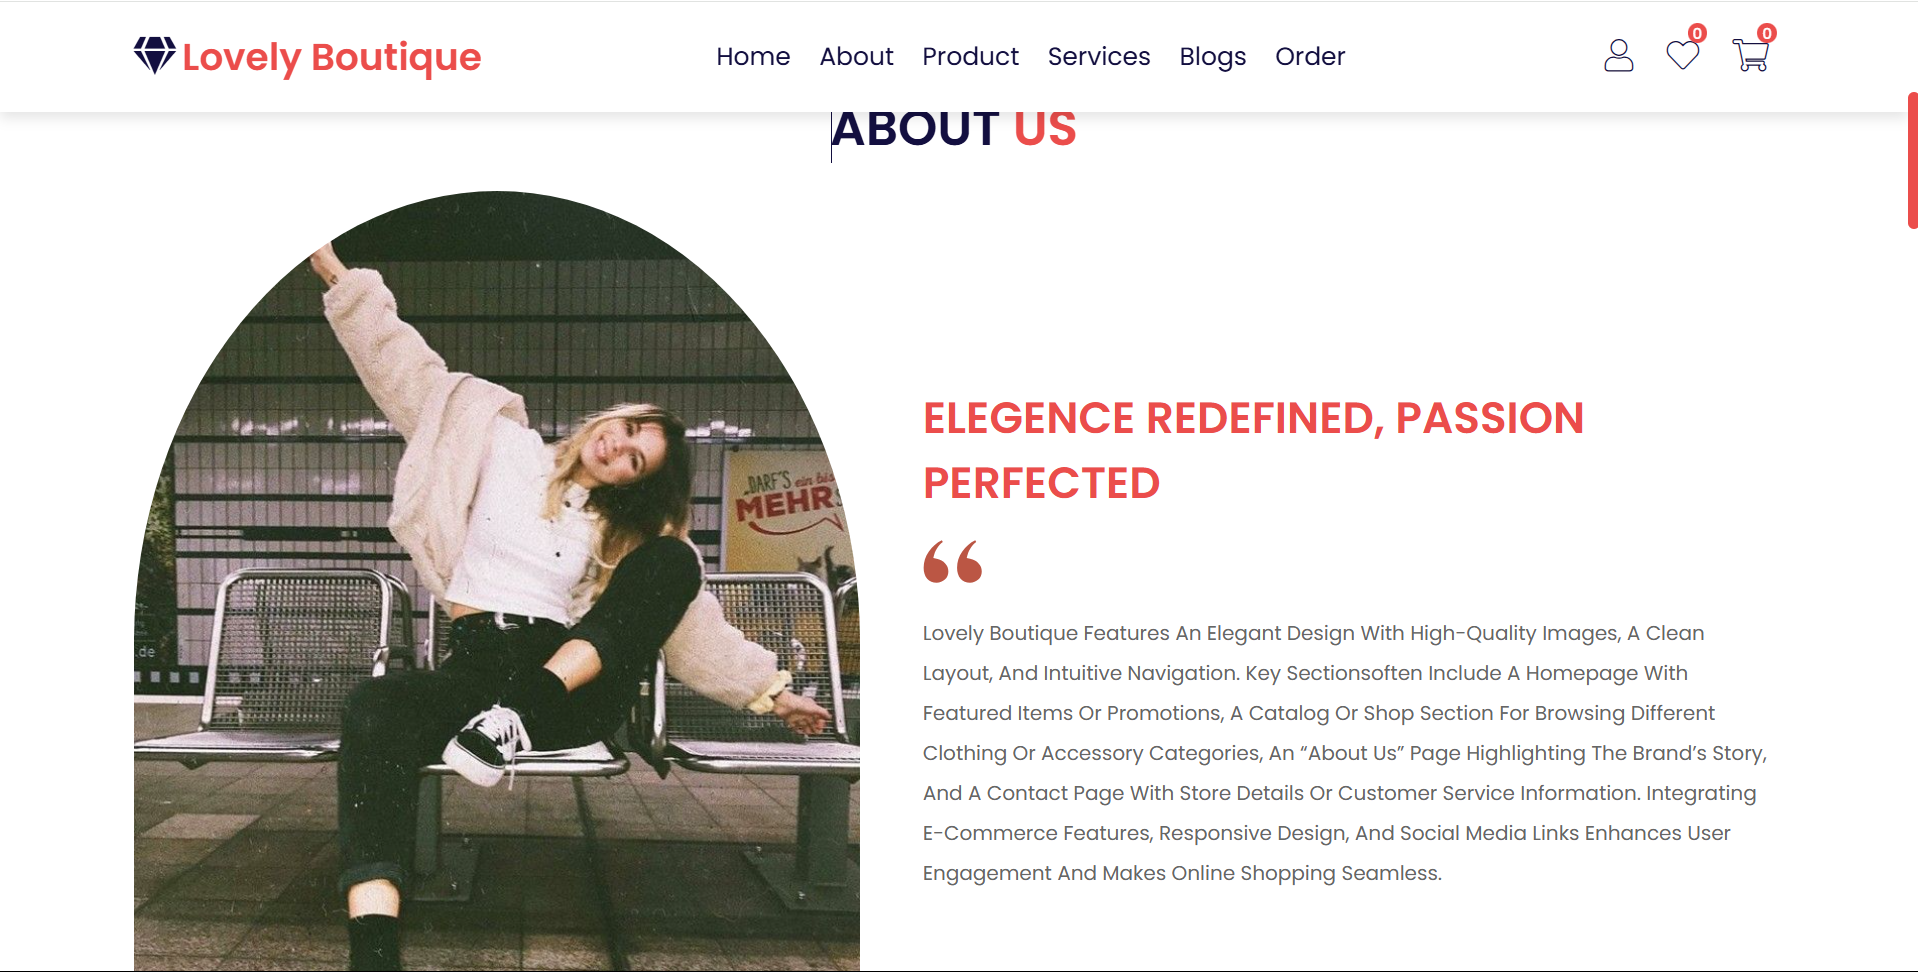 Lovely Boutique
Home About Product Services Blogs Order
0 0
ABOUT US
DARF'S ein bis
MEHR
.de
ELEGENCE REDEFINED, PASSION
PERFECTED
“
Lovely Boutique Features An Elegant Design With High-Quality Images, A Clean
Layout, And Intuitive Navigation. Key Sectionsoften Include A Homepage With
Featured Items Or Promotions, A Catalog Or Shop Section For Browsing Different
Clothing Or Accessory Categories, An “About Us” Page Highlighting The Brand’s Story,
And A Contact Page With Store Details Or Customer Service Information. Integrating
E-Commerce Features, Responsive Design, And Social Media Links Enhances User
Engagement And Makes Online Shopping Seamless.